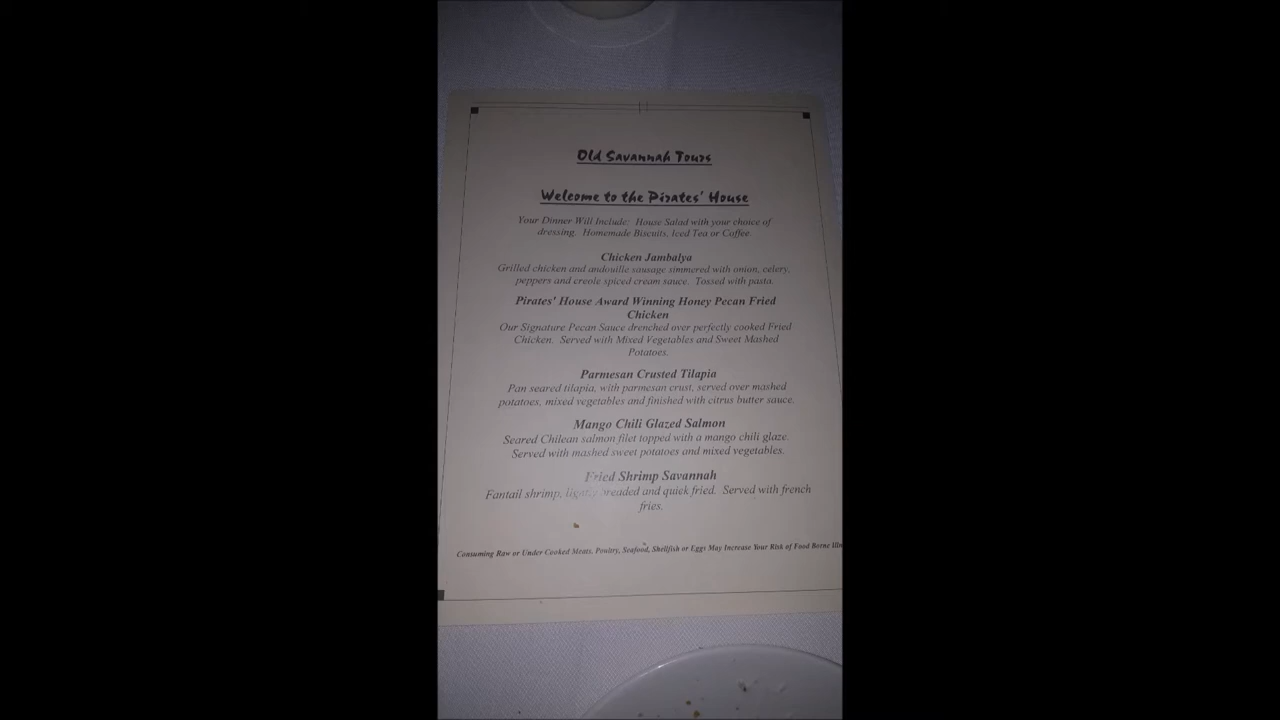 Old Savannah Tours
Welcome to the Pirates' House
Your Dinner Will Include: House Salad with your choice of
dressing. Homemade Biscuits, Iced Tea or Coffee.
Chicken Jambalya
Grilled chicken and andouille sausage simmered with onion, celery,
peppers and creole spiced cream sauce. Tossed with pasta.
Pirates' House Award Winning Honey Pecan Fried
Chicken
Our Signature Pecan Sauce drenched over perfectly cooked Fried
Chicken. Served with Mixed Vegetables and Sweet Mashed
Potatoes.
Parmesan Crusted Tilapia
Pan seared tilapia, with parmesan crust, served over mashed
potatoes, mixed vegetables and finished with citrus butter sauce.
Mango Chili Glazed Salmon
Seared Chilean salmon filet topped with a mango chili glaze.
Served with mashed sweet potatoes and mixed vegetables.
Fried Shrimp Savannah
Fantail shrimp, lightly breaded and quick fried. Served with french
fries.
Consuming Raw or Under Cooked Meats, Poultry, Seafood, Shellfish or Eggs May Increase Your Risk of Food Borne